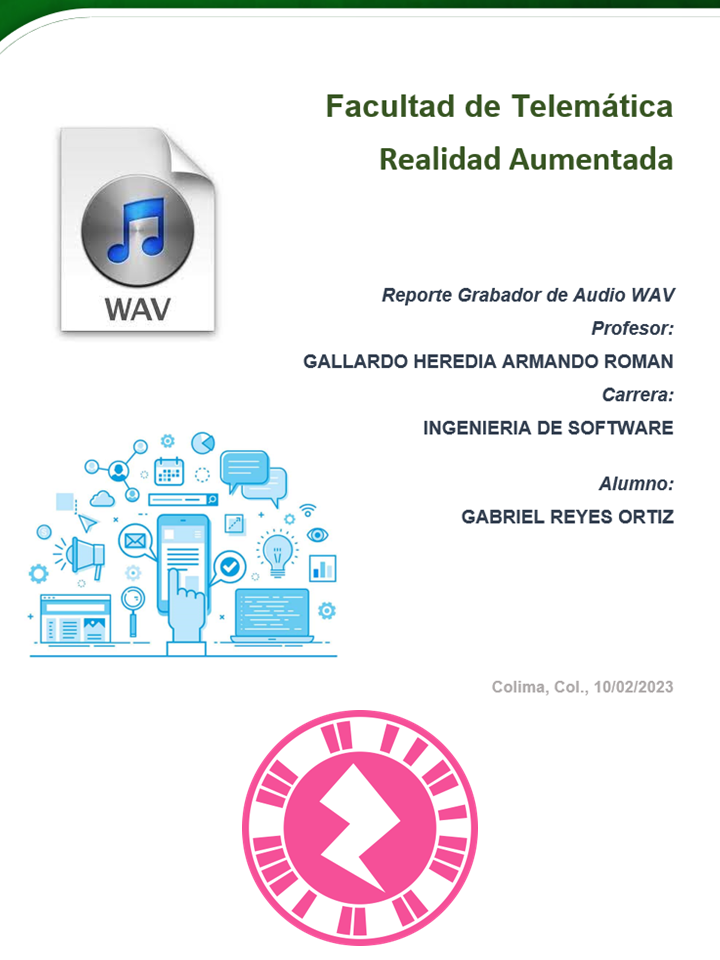 Facultad de Telemática
Realidad Aumentada
WAV
Reporte Grabador de Audio WAV
Profesor:
GALLARDO HEREDIA ARMANDO ROMAN
Carrera:
INGENIERIA DE SOFTWARE
Alumno:
GABRIEL REYES ORTIZ
Colima, Col., 10/02/2023